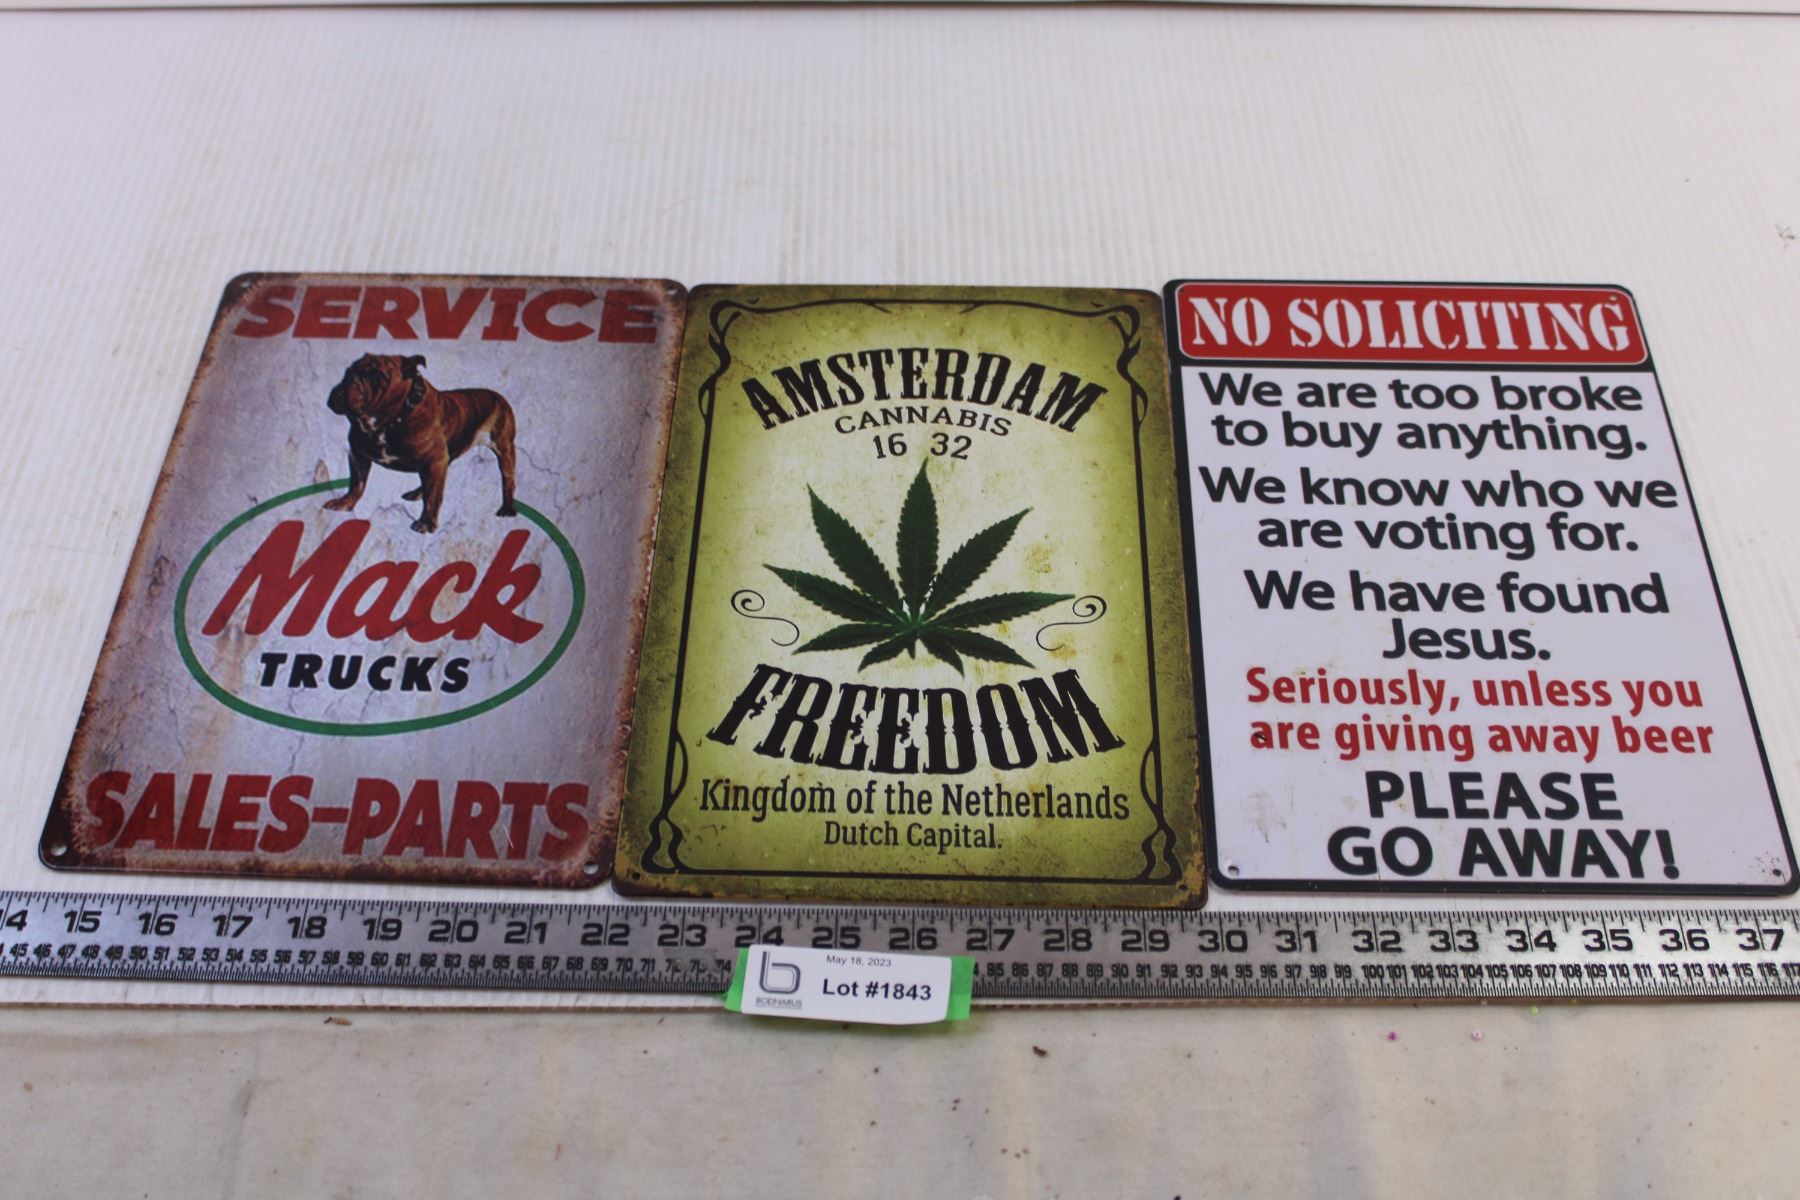 SERVICE
Mack
TRUCKS
SALES-PARTS
AMSTERDAM
CANNABIS
16 32
FREEDOM
Kingdom of the Netherlands
Dutch Capital.
NO SOLICITING
We are too broke
to buy anything.
We know who we
are voting for.
We have found
Jesus.
Seriously, unless you
are giving away beer
PLEASE
GO AWAY!
14 15 16 17 18 19 20 21 22 23 24 25 26 27 28 29 30 31 32 33 34 35 36 37
May 18, 2023
Lot #1843
b
BODNARUS